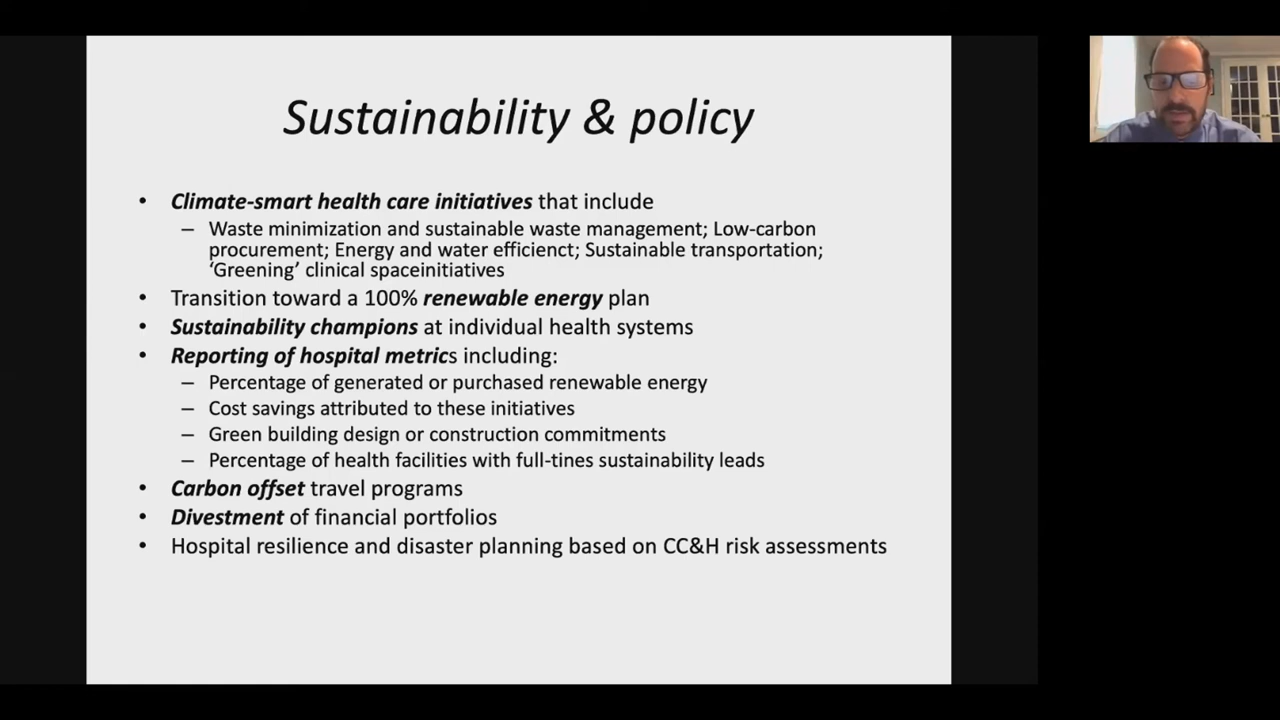 Sustainability & policy
• Climate-smart health care initiatives that include
– Waste minimization and sustainable waste management; Low-carbon
procurement; Energy and water efficienct; Sustainable transportation;
‘Greening’ clinical spaceinitiatives
• Transition toward a 100% renewable energy plan
• Sustainability champions at individual health systems
• Reporting of hospital metrics including:
– Percentage of generated or purchased renewable energy
– Cost savings attributed to these initiatives
– Green building design or construction commitments
– Percentage of health facilities with full-tines sustainability leads
• Carbon offset travel programs
• Divestment of financial portfolios
• Hospital resilience and disaster planning based on CC&H risk assessments